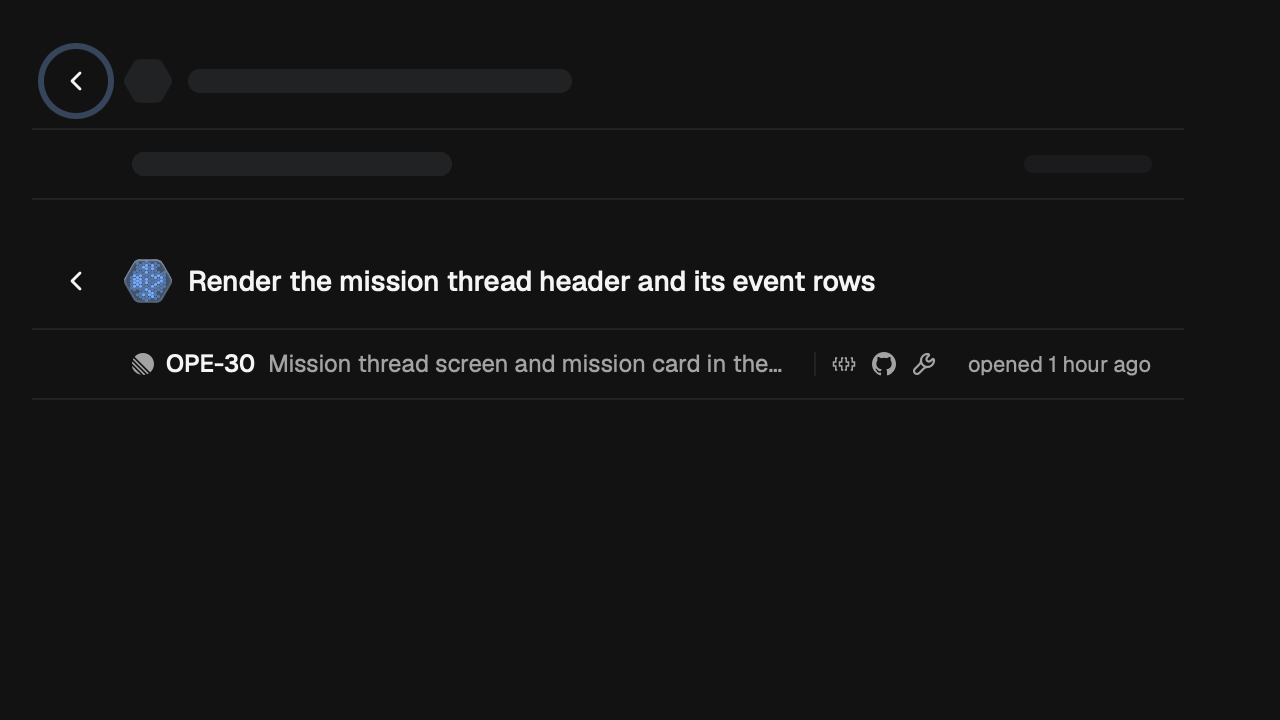 Render the mission thread header and its event rows
OPE-30 Mission thread screen and mission card in the… opened 1 hour ago